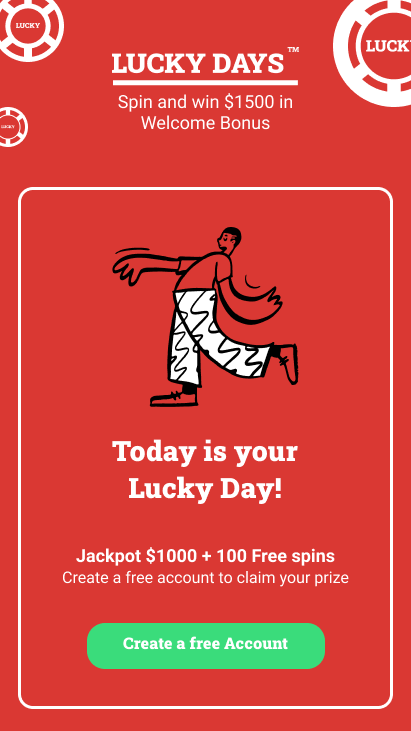 LUCKY
LUCKY
LUCKY DAYS™
Spin and win $1500 in
Welcome Bonus
LUCKY
Today is your
Lucky Day!
Jackpot $1000 + 100 Free spins
Create a free account to claim your prize
Create a free Account